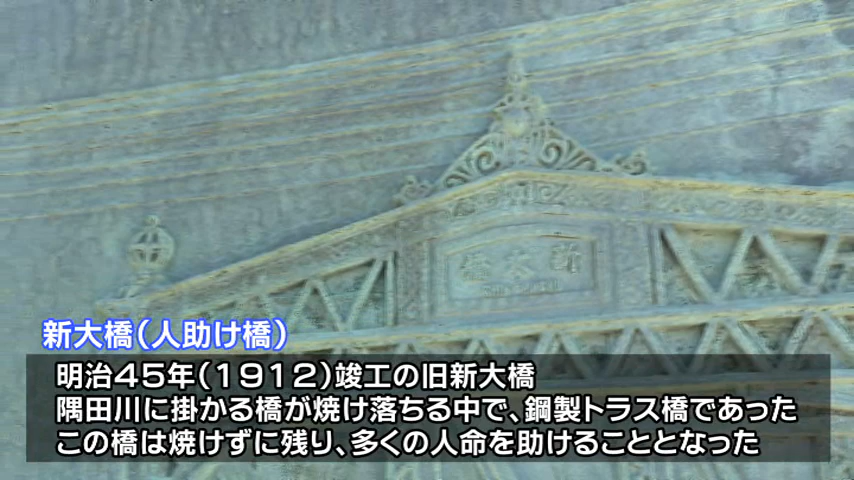 橋大新
新大橋（人助け橋）
明治45年（1912）竣工の旧新大橋
隅田川に掛かる橋が焼け落ちる中で、鋼製トラス橋であった
この橋は焼けずに残り、多くの人命を助けることとなった